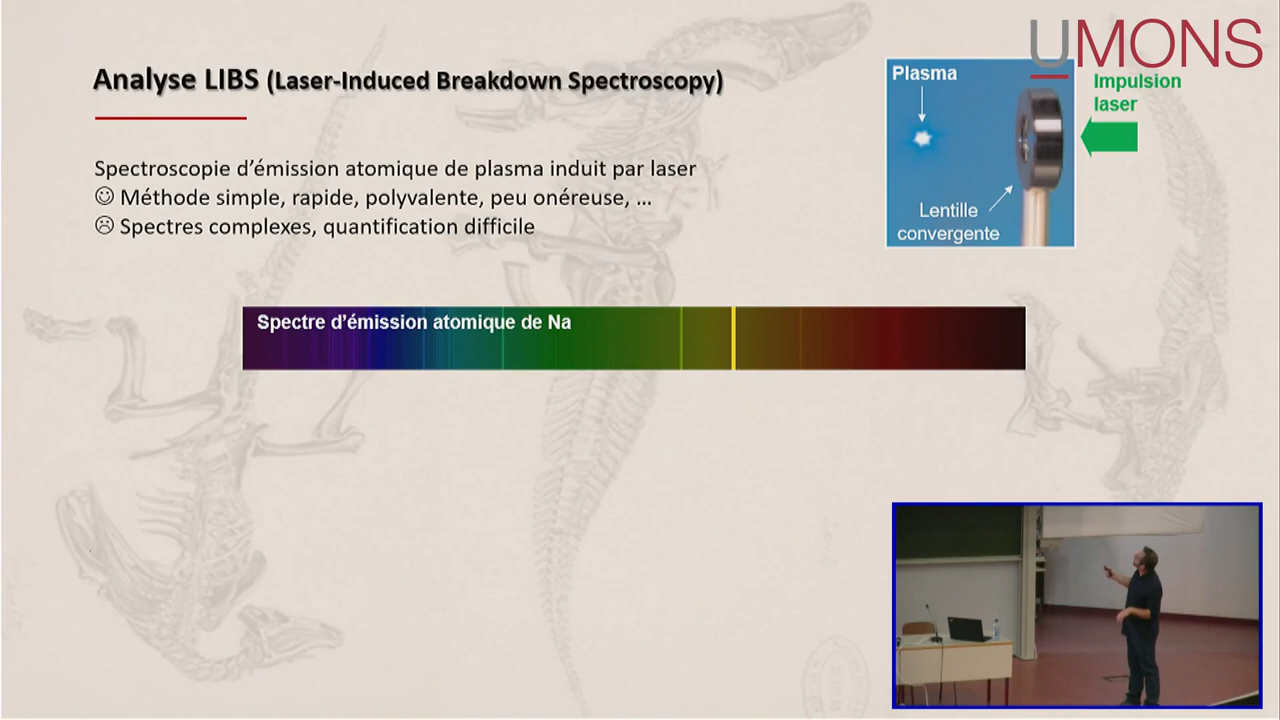 UMONS
Analyse LIBS (Laser-Induced Breakdown Spectroscopy)
Spectroscopie d’émission atomique de plasma induit par laser
☺ Méthode simple, rapide, polyvalente, peu onéreuse, ...
☹ Spectres complexes, quantification difficile
Plasma
Impulsion
laser
Lentille
convergente
Spectre d’émission atomique de Na